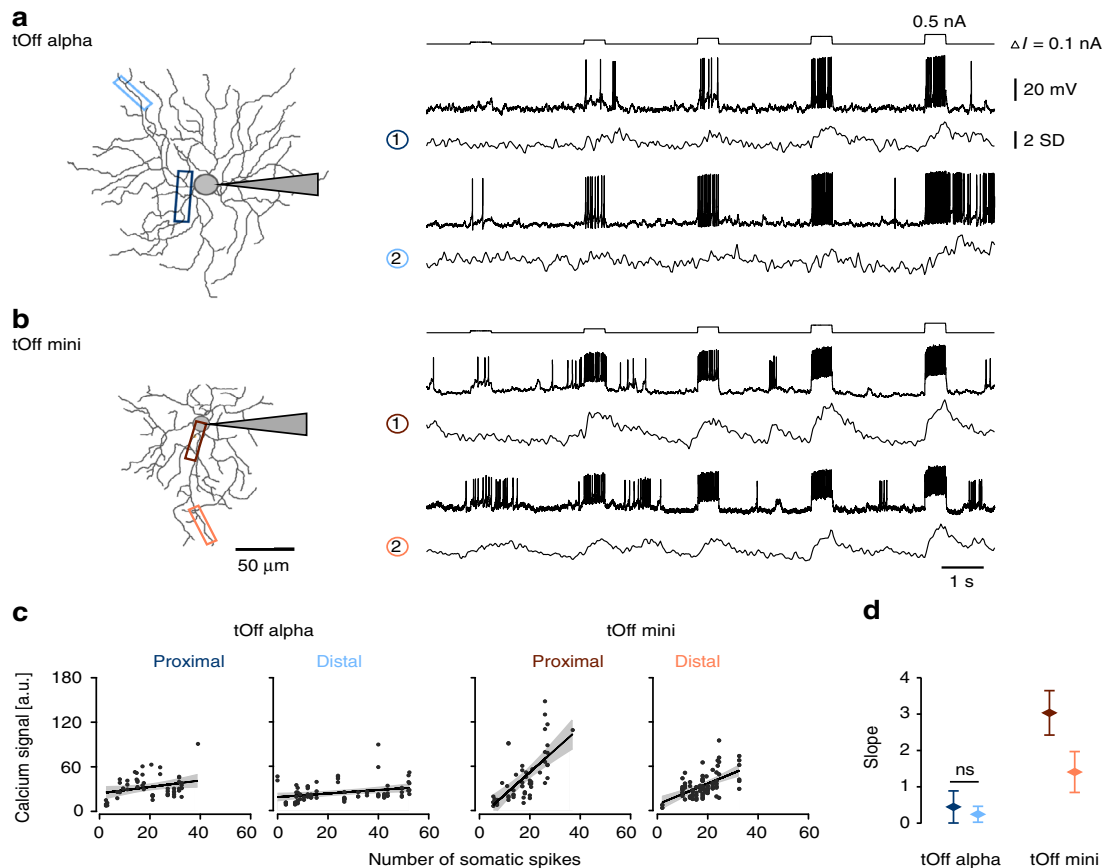 a
tOff alpha
0.5 nA
△I = 0.1 nA
20 mV
1
2 SD
2
b
tOff mini
1
2
50 μm
1 s
c
tOff alpha
tOff mini
Proximal
Distal
Proximal
Distal
Calcium signal [a.u.]
180
120
60
0
0 20 40 60
0 20 40 60
0 20 40 60
0 20 40 60
Number of somatic spikes
d
Slope
4
3
2
1
0
ns
tOff alpha
tOff mini